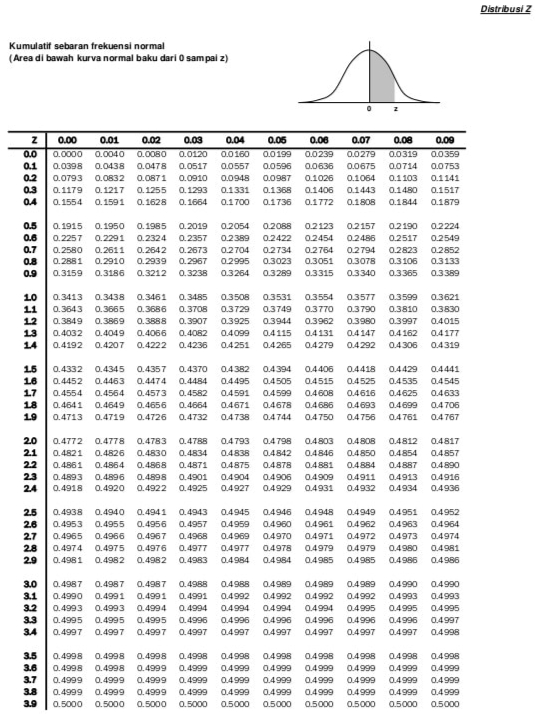 Distribusi Z
Kumulatif sebaran frekuensi normal
(Area di bawah kurva normal baku dari 0 sampai z)
0 z
Z 0.00 0.01 0.02 0.03 0.04 0.05 0.06 0.07 0.08 0.09
0.0 0.0000 0.0040 0.0080 0.0120 0.0160 0.0199 0.0239 0.0279 0.0319 0.0359
0.1 0.0398 0.0438 0.0478 0.0517 0.0557 0.0596 0.0636 0.0675 0.0714 0.0753
0.2 0.0793 0.0832 0.0871 0.0910 0.0948 0.0987 0.1026 0.1064 0.1103 0.1141
0.3 0.1179 0.1217 0.1255 0.1293 0.1331 0.1368 0.1406 0.1443 0.1480 0.1517
0.4 0.1554 0.1591 0.1628 0.1664 0.1700 0.1736 0.1772 0.1808 0.1844 0.1879
0.5 0.1915 0.1950 0.1985 0.2019 0.2054 0.2088 0.2123 0.2157 0.2190 0.2224
0.6 0.2257 0.2291 0.2324 0.2357 0.2389 0.2422 0.2454 0.2486 0.2517 0.2549
0.7 0.2580 0.2611 0.2642 0.2673 0.2704 0.2734 0.2764 0.2794 0.2823 0.2852
0.8 0.2881 0.2910 0.2939 0.2967 0.2995 0.3023 0.3051 0.3078 0.3106 0.3133
0.9 0.3159 0.3186 0.3212 0.3238 0.3264 0.3289 0.3315 0.3340 0.3365 0.3389
1.0 0.3413 0.3438 0.3461 0.3485 0.3508 0.3531 0.3554 0.3577 0.3599 0.3621
1.1 0.3643 0.3665 0.3686 0.3708 0.3729 0.3749 0.3770 0.3790 0.3810 0.3830
1.2 0.3849 0.3869 0.3888 0.3907 0.3925 0.3944 0.3962 0.3980 0.3997 0.4015
1.3 0.4032 0.4049 0.4066 0.4082 0.4099 0.4115 0.4131 0.4147 0.4162 0.4177
1.4 0.4192 0.4207 0.4222 0.4236 0.4251 0.4265 0.4279 0.4292 0.4306 0.4319
1.5 0.4332 0.4345 0.4357 0.4370 0.4382 0.4394 0.4406 0.4418 0.4429 0.4441
1.6 0.4452 0.4463 0.4474 0.4484 0.4495 0.4505 0.4515 0.4525 0.4535 0.4545
1.7 0.4554 0.4564 0.4573 0.4582 0.4591 0.4599 0.4608 0.4616 0.4625 0.4633
1.8 0.4641 0.4649 0.4656 0.4664 0.4671 0.4678 0.4686 0.4693 0.4699 0.4706
1.9 0.4713 0.4719 0.4726 0.4732 0.4738 0.4744 0.4750 0.4756 0.4761 0.4767
2.0 0.4772 0.4778 0.4783 0.4788 0.4793 0.4798 0.4803 0.4808 0.4812 0.4817
2.1 0.4821 0.4826 0.4830 0.4834 0.4838 0.4842 0.4846 0.4850 0.4854 0.4857
2.2 0.4861 0.4864 0.4868 0.4871 0.4875 0.4878 0.4881 0.4884 0.4887 0.4890
2.3 0.4893 0.4896 0.4898 0.4901 0.4904 0.4906 0.4909 0.4911 0.4913 0.4916
2.4 0.4918 0.4920 0.4922 0.4925 0.4927 0.4929 0.4931 0.4932 0.4934 0.4936
2.5 0.4938 0.4940 0.4941 0.4943 0.4945 0.4946 0.4948 0.4949 0.4951 0.4952
2.6 0.4953 0.4955 0.4956 0.4957 0.4959 0.4960 0.4961 0.4962 0.4963 0.4964
2.7 0.4965 0.4966 0.4967 0.4968 0.4969 0.4970 0.4971 0.4972 0.4973 0.4974
2.8 0.4974 0.4975 0.4976 0.4977 0.4977 0.4978 0.4979 0.4979 0.4980 0.4981
2.9 0.4981 0.4982 0.4982 0.4983 0.4984 0.4984 0.4985 0.4985 0.4986 0.4986
3.0 0.4987 0.4987 0.4987 0.4988 0.4988 0.4989 0.4989 0.4989 0.4990 0.4990
3.1 0.4990 0.4991 0.4991 0.4991 0.4992 0.4992 0.4992 0.4992 0.4993 0.4993
3.2 0.4993 0.4993 0.4994 0.4994 0.4994 0.4994 0.4994 0.4995 0.4995 0.4995
3.3 0.4995 0.4995 0.4995 0.4996 0.4996 0.4996 0.4996 0.4996 0.4996 0.4997
3.4 0.4997 0.4997 0.4997 0.4997 0.4997 0.4997 0.4997 0.4997 0.4997 0.4998
3.5 0.4998 0.4998 0.4998 0.4998 0.4998 0.4998 0.4998 0.4998 0.4998 0.4998
3.6 0.4998 0.4998 0.4999 0.4999 0.4999 0.4999 0.4999 0.4999 0.4999 0.4999
3.7 0.4999 0.4999 0.4999 0.4999 0.4999 0.4999 0.4999 0.4999 0.4999 0.4999
3.8 0.4999 0.4999 0.4999 0.4999 0.4999 0.4999 0.4999 0.4999 0.4999 0.4999
3.9 0.5000 0.5000 0.5000 0.5000 0.5000 0.5000 0.5000 0.5000 0.5000 0.5000